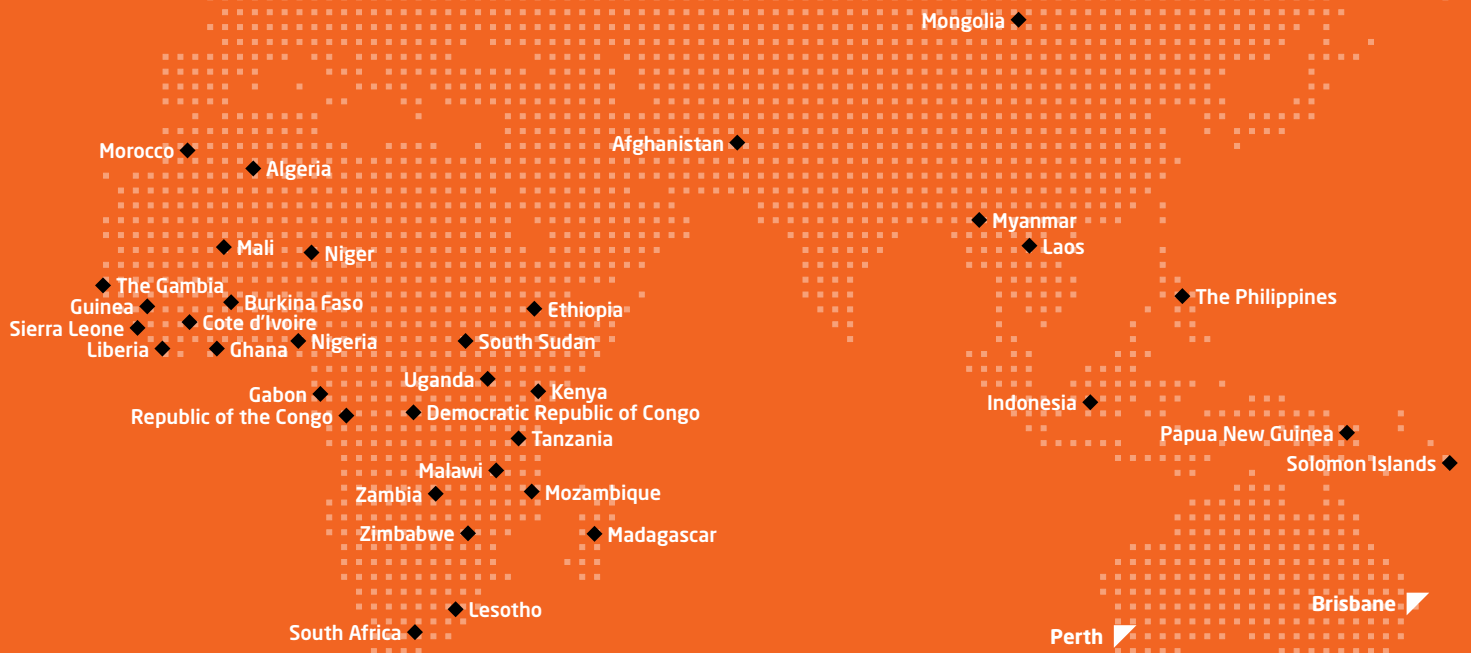 Mongolia
Afghanistan
Morocco
Algeria
Myanmar
Mali
Niger
Laos
The Gambia
The Philippines
Guinea
Burkina Faso
Ethiopia
Sierra Leone
Cote d'Ivoire
Liberia
Ghana
Nigeria
South Sudan
Uganda
Gabon
Kenya
Indonesia
Republic of the Congo
Democratic Republic of Congo
Papua New Guinea
Tanzania
Solomon Islands
Malawi
Zambia
Mozambique
Zimbabwe
Madagascar
Brisbane
Lesotho
South Africa
Perth